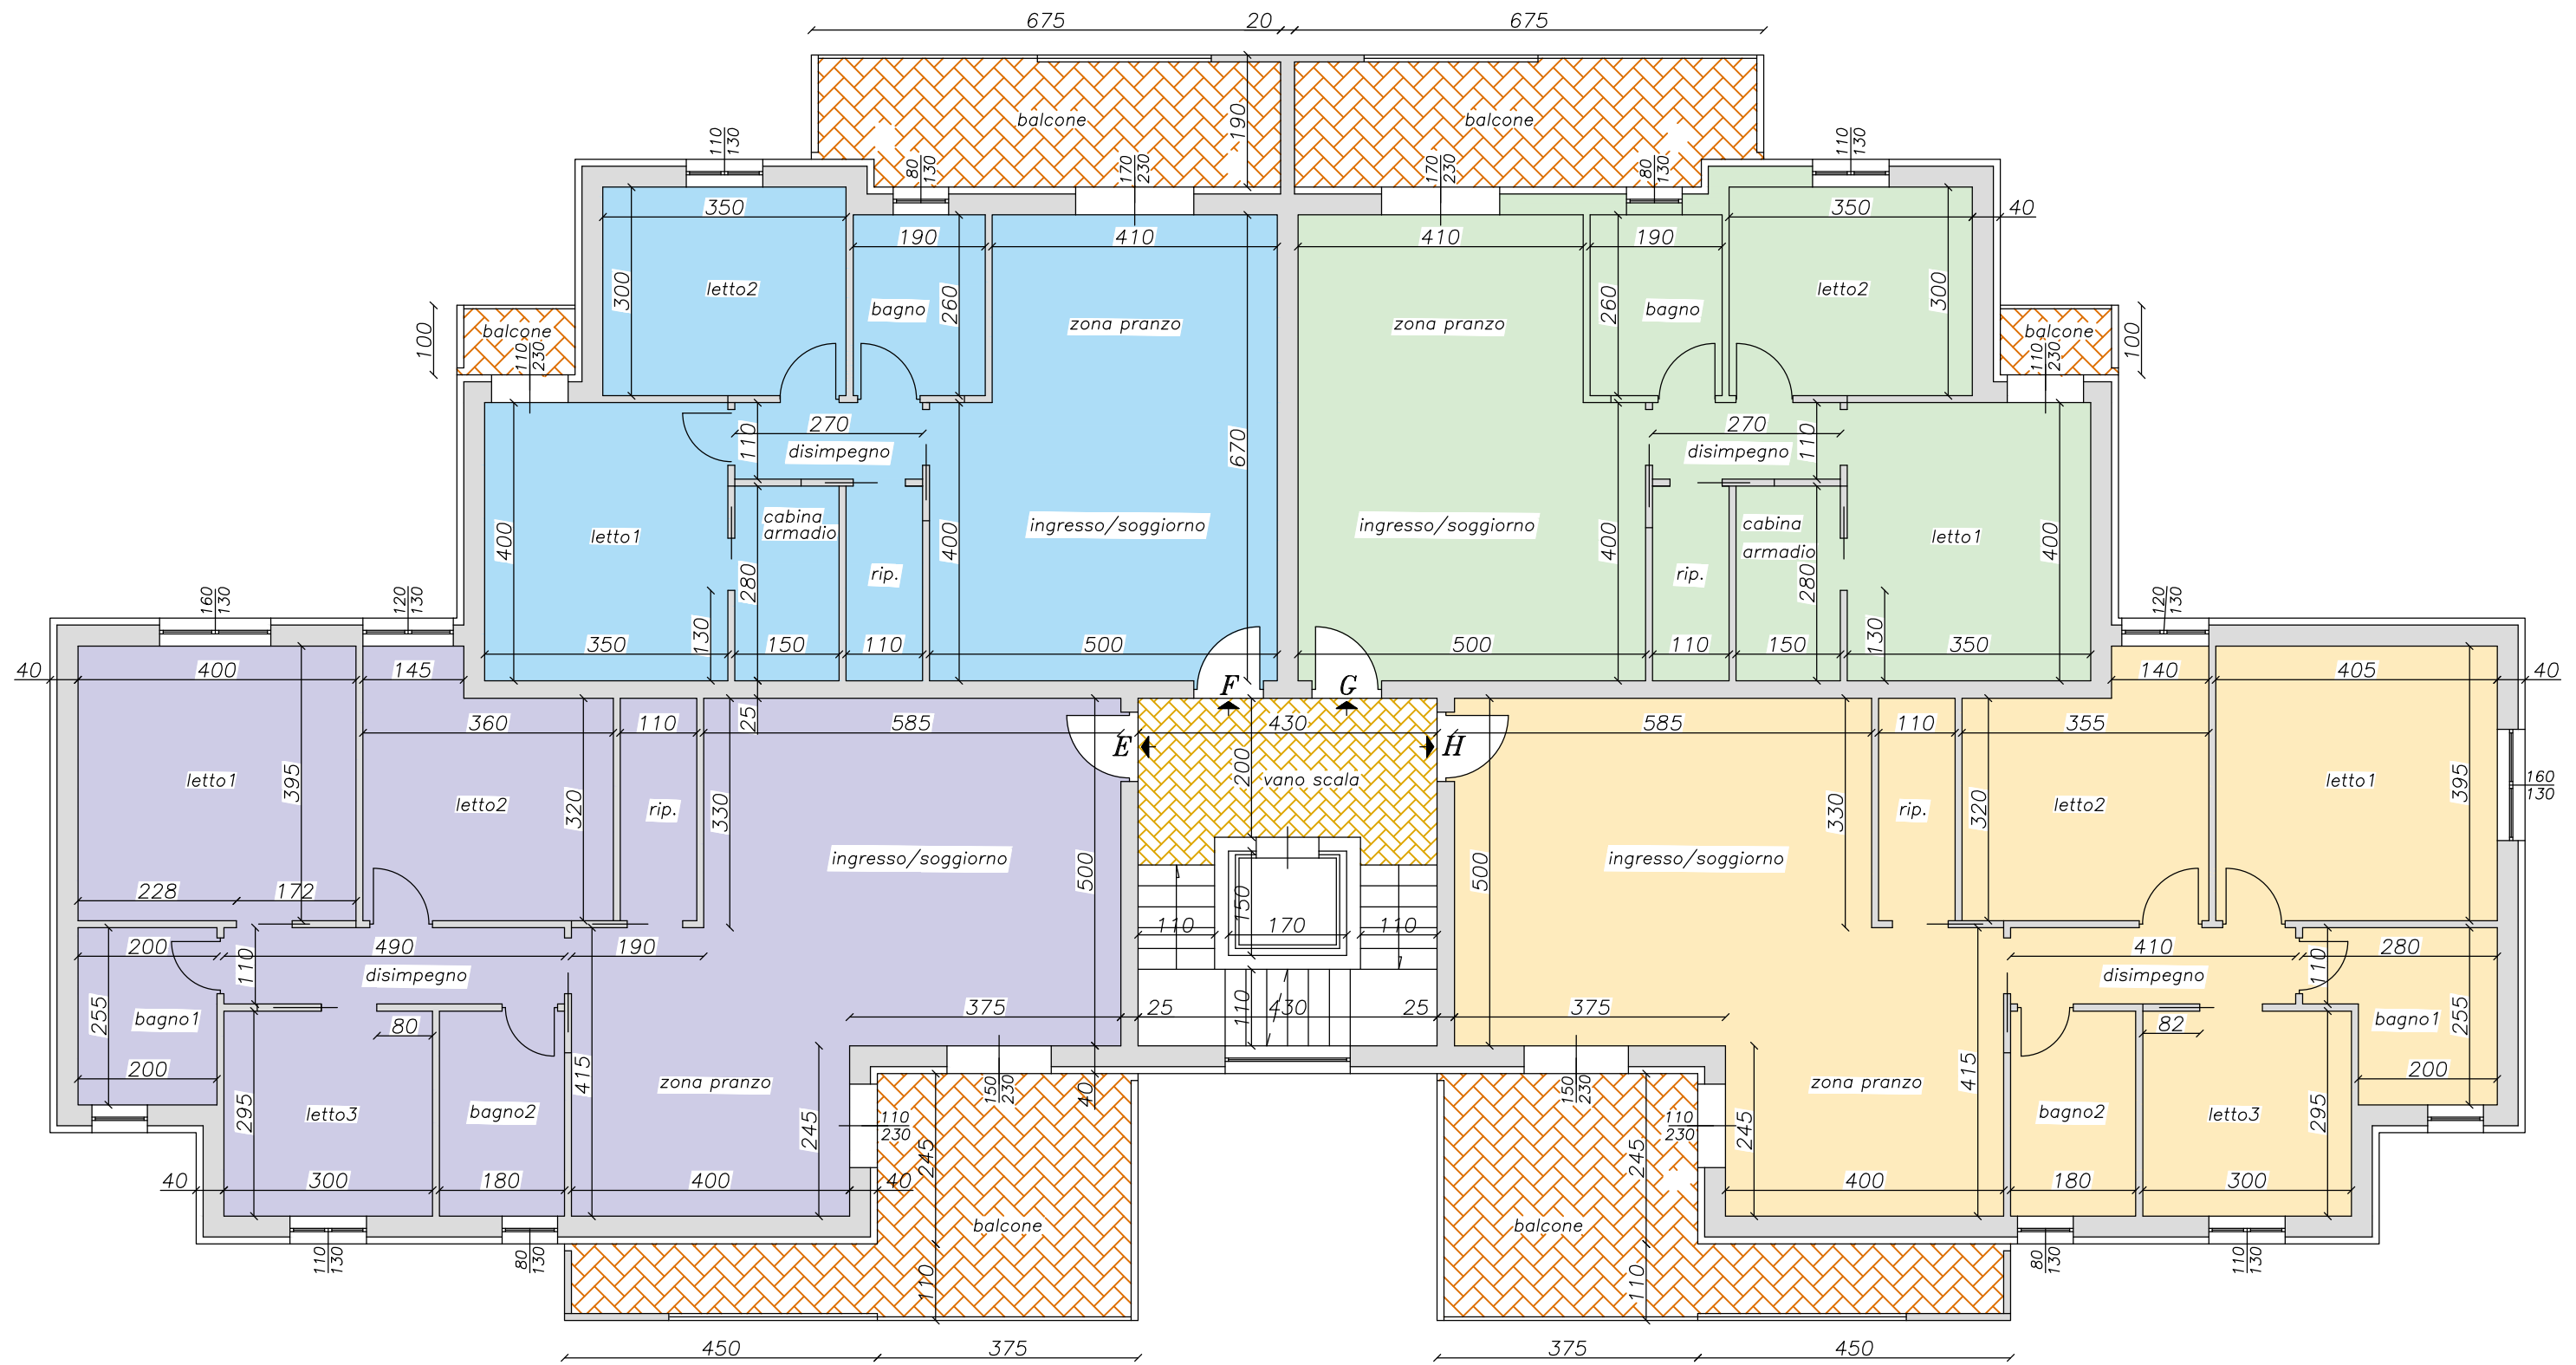 675 20 675
balcone 190 balcone
110 130
80 130
170 230
170 230
80 130
110 130
350 190 410 410 190 350 40
letto2 300 bagno 260 zona pranzo
zona pranzo 260 bagno letto2 300
100 balcone 110 230
balcone 110 230 100
270 110 disimpegno 670
270 110 disimpegno
400 letto1 cabina
armadio 280 rip. 400 ingresso/soggiorno
ingresso/soggiorno 400 rip. cabina
armadio 280 letto1 400
130
130
350 150 110 500
500 110 150 350
160 130
120 130
120 130
40 400 145
140 405 40
F G
25
360 110 585 430 585 110 355
E H
200 vano scala
letto1 395 letto2 320 rip. 330 ingresso/soggiorno 500
500 ingresso/soggiorno 330 rip. 320 letto2 letto1 395
160
130
228 172
150
110 170 110
200 490 190
410 280
110 disimpegno
disimpegno 110
255 bagno1
bagno1 255
375 25 110 430 25 375
80
82
200
200
295 letto3 bagno2 415 zona pranzo 245
245 zona pranzo 415 bagno2 letto3 295
150 230
40
150 230
110
230
110
230
245
245
40 300 180 400 40
400 180 300
balcone
balcone
110 130
80 130
110
110
80 130
110 130
450 375 375 450